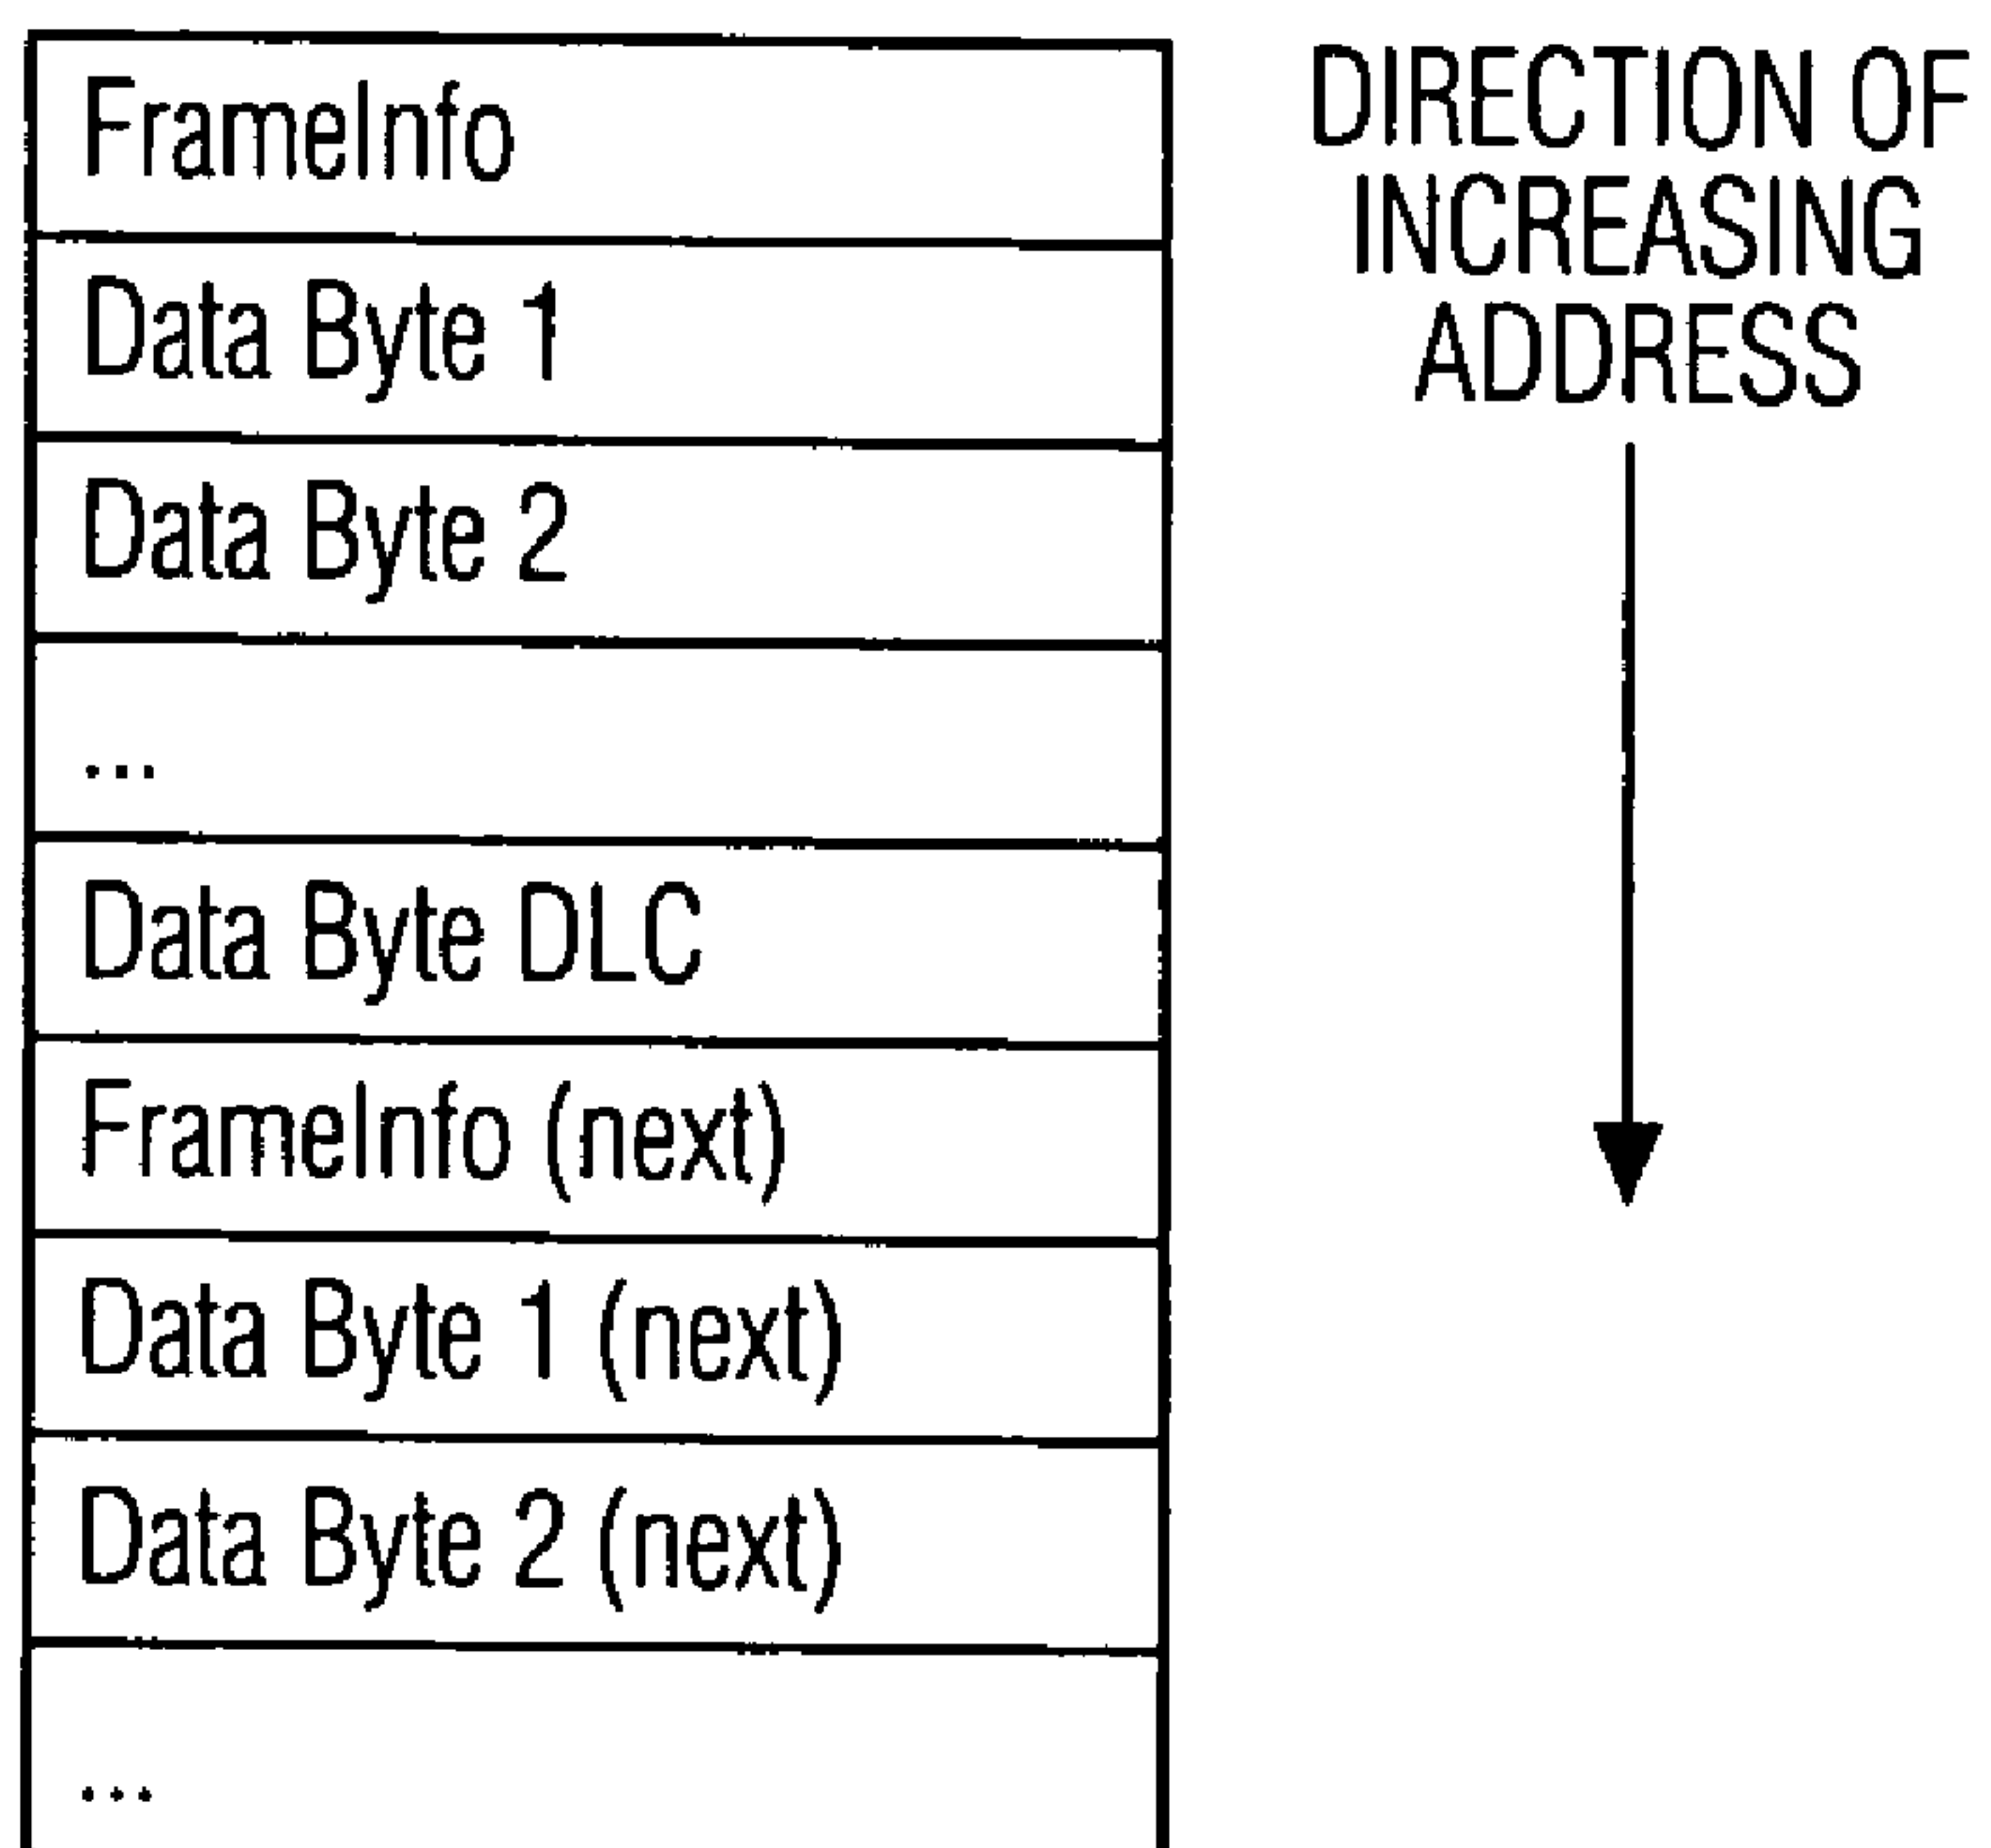 FrameInfo
Data Byte 1
Data Byte 2
...
Data Byte DLC
FrameInfo (next)
Data Byte 1 (next)
Data Byte 2 (next)
...
DIRECTION OF
INCREASING
ADDRESS